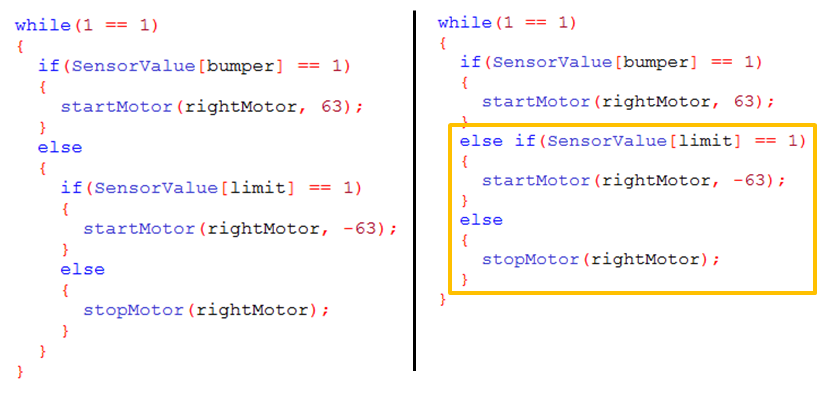 while(1 == 1)
{
if(SensorValue[bumper] == 1)
{
startMotor(rightMotor, 63);
}
else
{
if(SensorValue[limit] == 1)
{
startMotor(rightMotor, -63);
}
else
{
stopMotor(rightMotor);
}
}
}
while(1 == 1)
{
if(SensorValue[bumper] == 1)
{
startMotor(rightMotor, 63);
}
else if(SensorValue[limit] == 1)
{
startMotor(rightMotor, -63);
}
else
{
stopMotor(rightMotor);
}
}